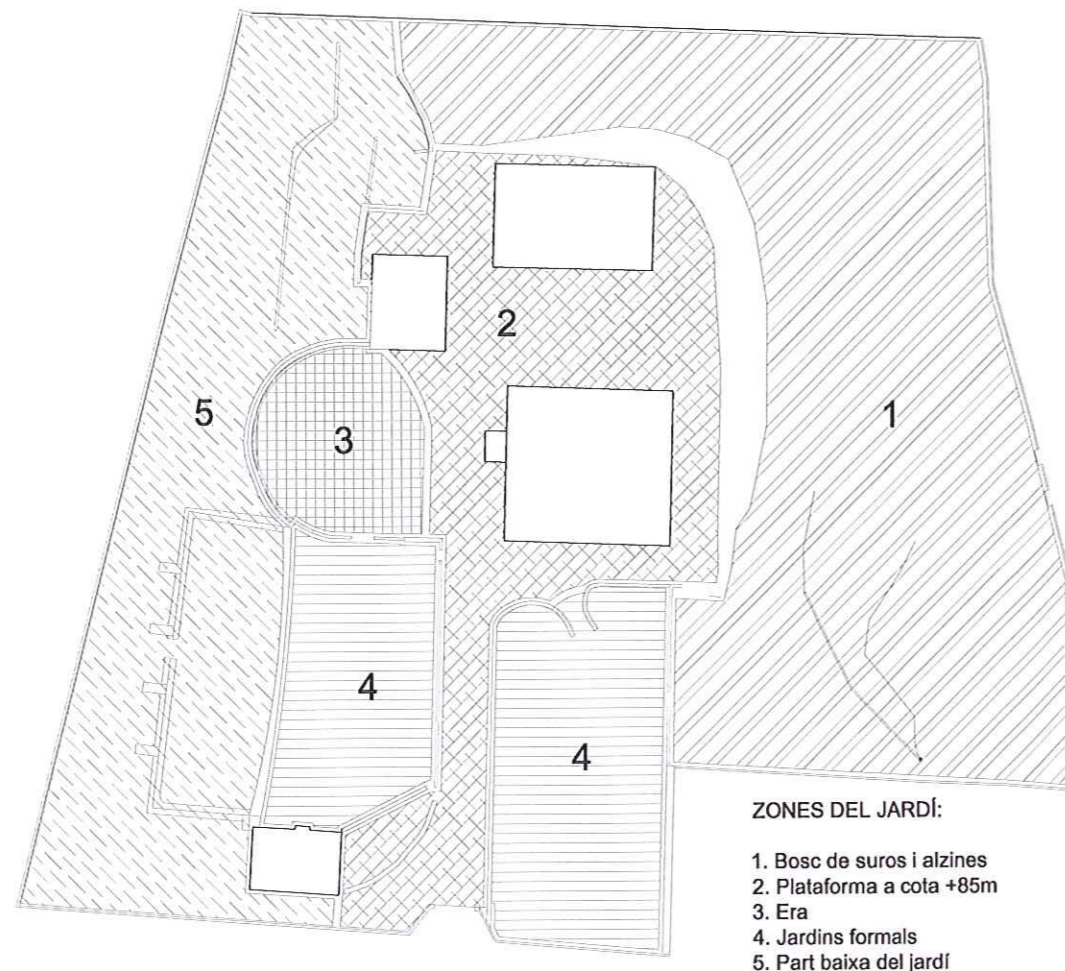 2
1
5
3
4
4
ZONES DEL JARDÍ:
1. Bosc de suros i alzines
2. Plataforma a cota +85m
3. Era
4. Jardins formals
5. Part baixa del jardí